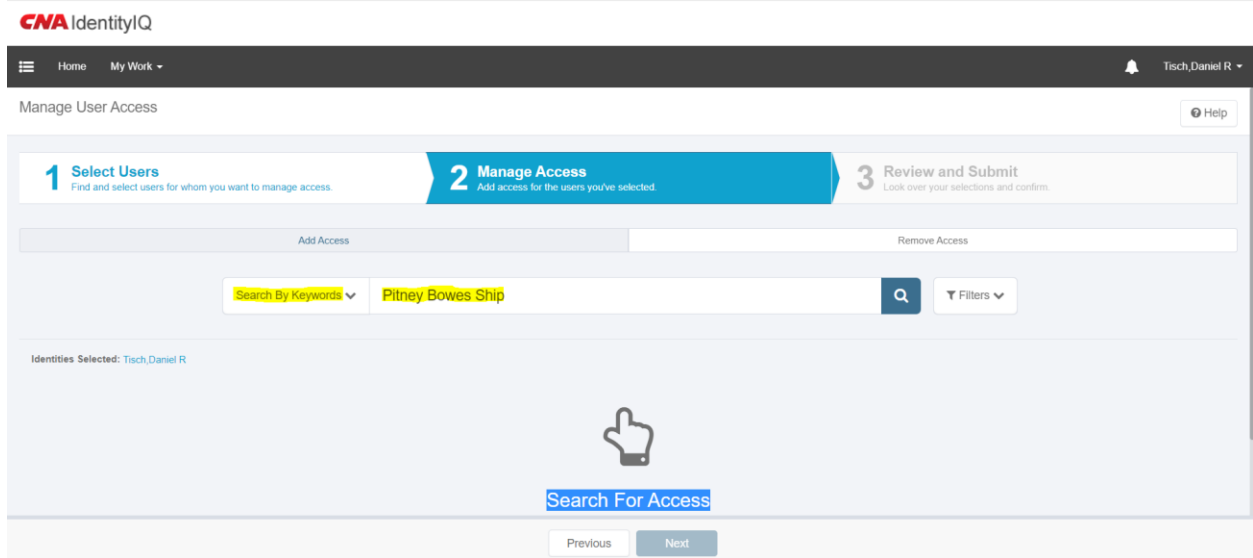 CNA IdentityIQ
Home My Work Tisch,Daniel R
Manage User Access
Help
1 Select Users
Find and select users for whom you want to manage access.
2 Manage Access
Add access for the users you've selected.
3 Review and Submit
Look over your selections and confirm.
Add Access Remove Access
Search By Keywords Pitney Bowes Ship Filters
Identities Selected: Tisch,Daniel R
Search For Access
Previous Next